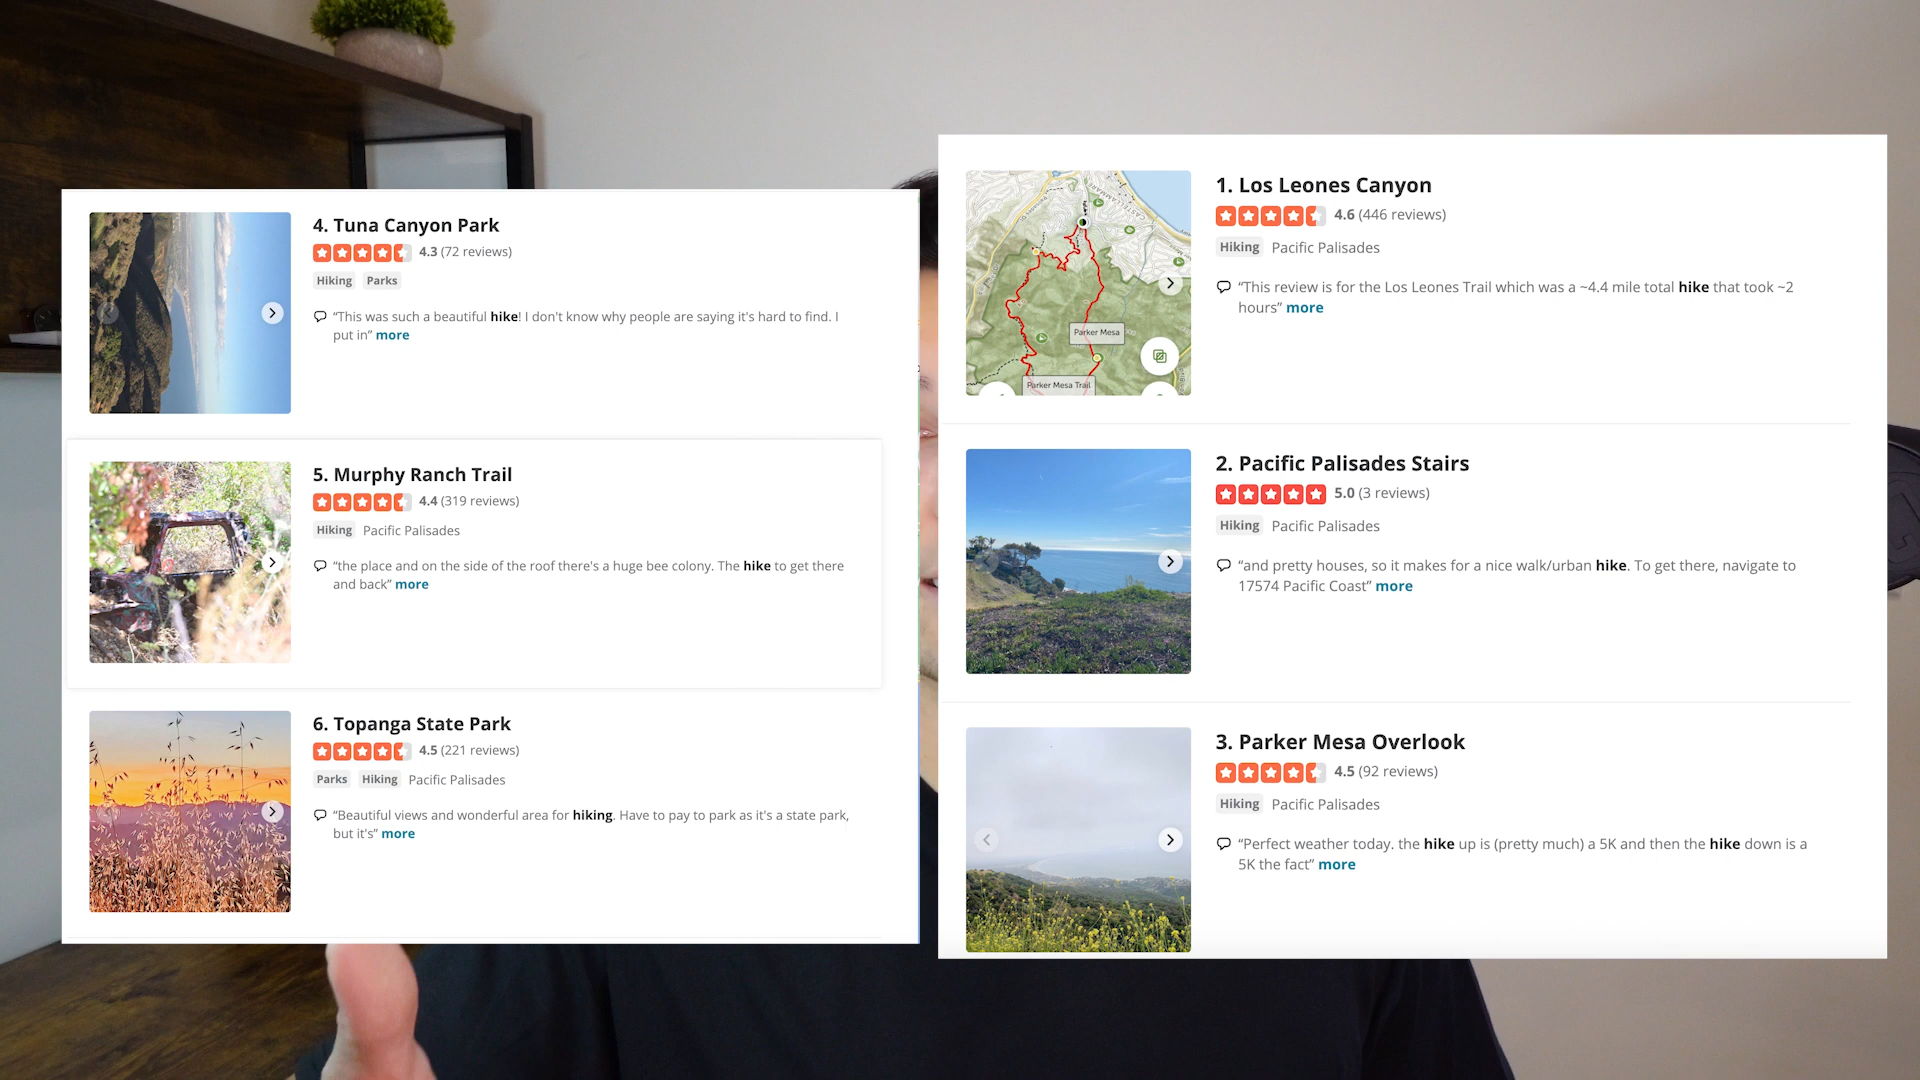 4. Tuna Canyon Park
4.3 (72 reviews)
Hiking Parks
“This was such a beautiful hike! I don't know why people are saying it's hard to find. I
put in” more
5. Murphy Ranch Trail
4.4 (319 reviews)
Hiking Pacific Palisades
“the place and on the side of the roof there's a huge bee colony. The hike to get there
and back” more
6. Topanga State Park
4.5 (221 reviews)
Parks Hiking Pacific Palisades
“Beautiful views and wonderful area for hiking. Have to pay to park as it's a state park,
but it's” more
1. Los Leones Canyon
4.6 (446 reviews)
Hiking Pacific Palisades
“This review is for the Los Leones Trail which was a ~4.4 mile total hike that took ~2
hours” more
Parker Mesa
Parker Mesa Trail
2. Pacific Palisades Stairs
5.0 (3 reviews)
Hiking Pacific Palisades
“and pretty houses, so it makes for a nice walk/urban hike. To get there, navigate to
17574 Pacific Coast” more
3. Parker Mesa Overlook
4.5 (92 reviews)
Hiking Pacific Palisades
“Perfect weather today. the hike up is (pretty much) a 5K and then the hike down is a
5K the fact” more